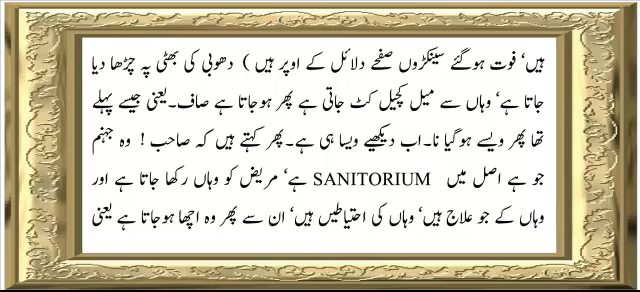 ہیں‘ فوت ہوگئے سینکڑوں صفحے دلائل کے اوپر ہیں ) دھوبی کی بھٹی پہ چڑھا دیا
جاتا ہے‘ وہاں سے میل کچیل کٹ جاتی ہے پھر ہوجاتا ہے صاف۔یعنی جیسے پہلے
تھا پھر ویسے ہوگیا نا۔اب دیکھیے ویسا ہی ہے۔پھر کہتے ہیں کہ صاحب ! وہ جہنم
جو ہے اصل میں SANITORIUM ہے‘ مریض کو وہاں رکھا جاتا ہے اور
وہاں کے جو علاج ہیں‘ وہاں کی احتیاطیں ہیں‘ ان سے پھر وہ اچھا ہوجاتا ہے یعنی